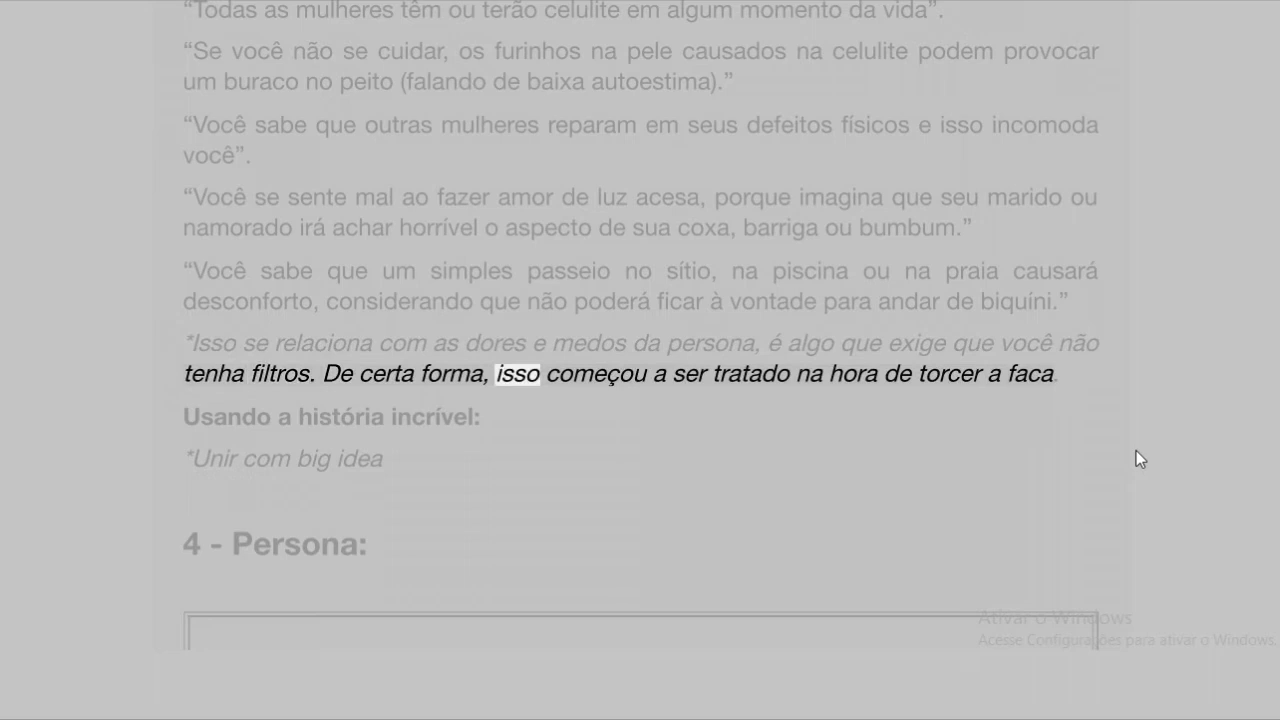 “Todas as mulheres têm ou terão celulite em algum momento da vida”.
“Se você não se cuidar, os furinhos na pele causados na celulite podem provocar
um buraco no peito (falando de baixa autoestima).”
“Você sabe que outras mulheres reparam em seus defeitos físicos e isso incomoda
você”.
“Você se sente mal ao fazer amor de luz acesa, porque imagina que seu marido ou
namorado irá achar horrível o aspecto de sua coxa, barriga ou bumbum.”
“Você sabe que um simples passeio no sítio, na piscina ou na praia causará
desconforto, considerando que não poderá ficar à vontade para andar de biquíni.”
*Isso se relaciona com as dores e medos da persona, é algo que exige que você não
tenha filtros. De certa forma, isso começou a ser tratado na hora de torcer a faca.
Usando a história incrível:
*Unir com big idea
4 - Persona:
Ativar o Windows
Acesse Configurações para ativar o Windows.